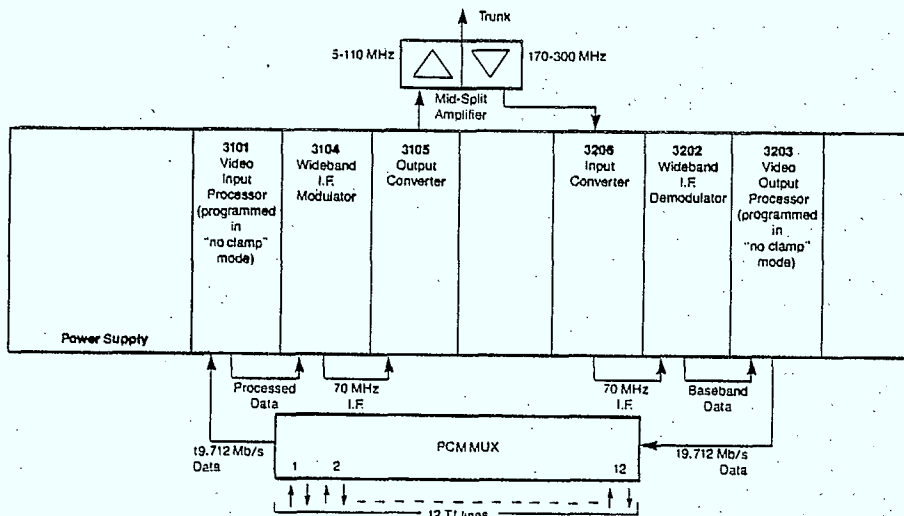 Trunk
5-110 MHz
170-300 MHz
Mid-Split
Amplifier
3101
Video
Input
Processor
(programmed
in
"no clamp"
mode)
3104
Wideband
I.F.
Modulator
3105
Output
Converter
3206
Input
Converter
3202
Wideband
I.F.
Demodulator
3203
Video
Output
Processor
(programmed
in
"no clamp"
mode)
Power Supply
Processed
Data
70 MHz
I.F.
70 MHz
I.F.
Baseband
Data
19.712 Mb/s
Data
PCM MUX
19.712 Mb/s
Data
1
2
12
12 T1 lines